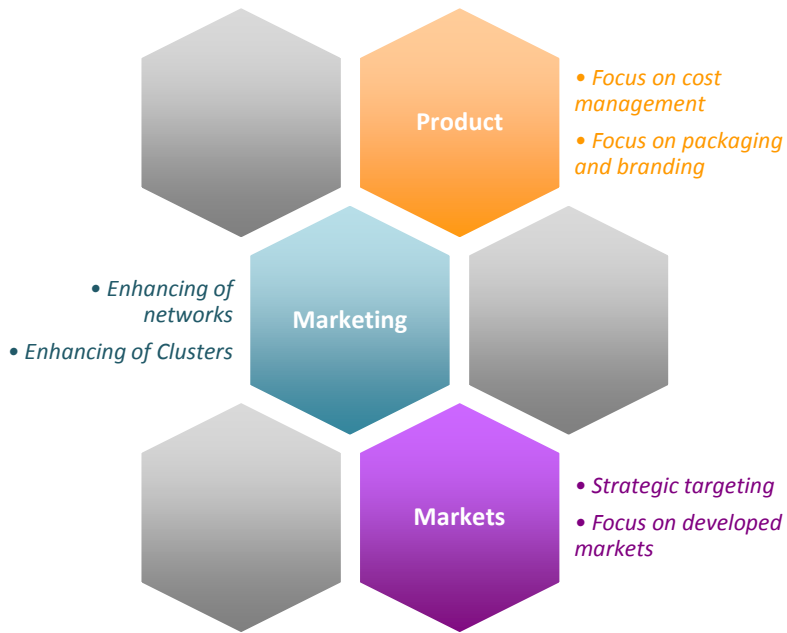 Product
• Focus on cost
management
• Focus on packaging
and branding
• Enhancing of
networks
• Enhancing of Clusters
Marketing
Markets
• Strategic targeting
• Focus on developed
markets